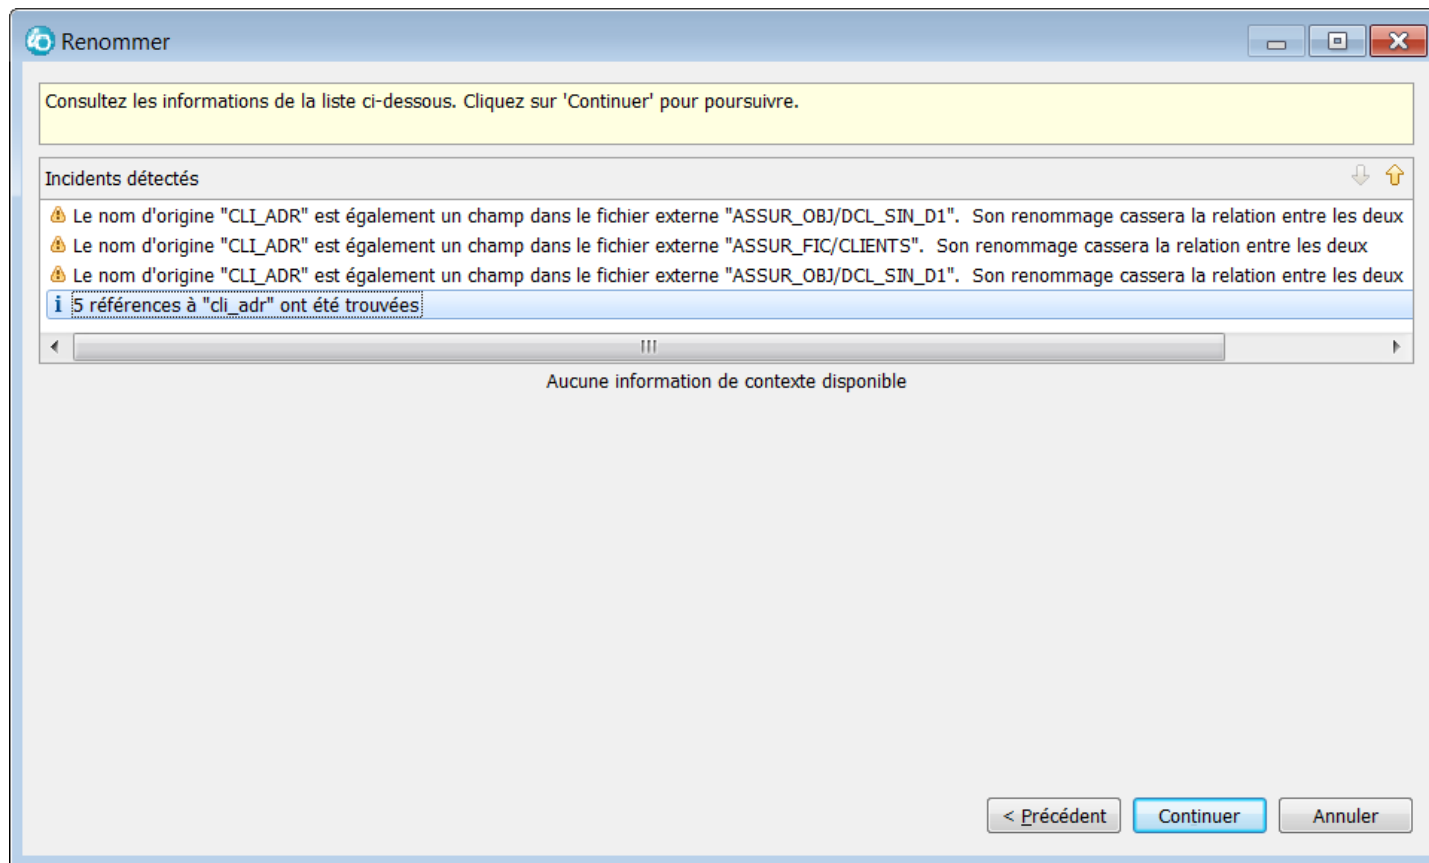 Renommer
Consultez les informations de la liste ci-dessous. Cliquez sur 'Continuer' pour poursuivre.
Incidents détectés
Le nom d'origine "CLI_ADR" est également un champ dans le fichier externe "ASSUR_OBJ/DCL_SIN_D1".  Son renommage cassera la relation entre les deux
Le nom d'origine "CLI_ADR" est également un champ dans le fichier externe "ASSUR_FIC/CLIENTS".  Son renommage cassera la relation entre les deux
Le nom d'origine "CLI_ADR" est également un champ dans le fichier externe "ASSUR_OBJ/DCL_SIN_D1".  Son renommage cassera la relation entre les deux
i 5 références à "cli_adr" ont été trouvées
Aucune information de contexte disponible
< Précédent Continuer Annuler